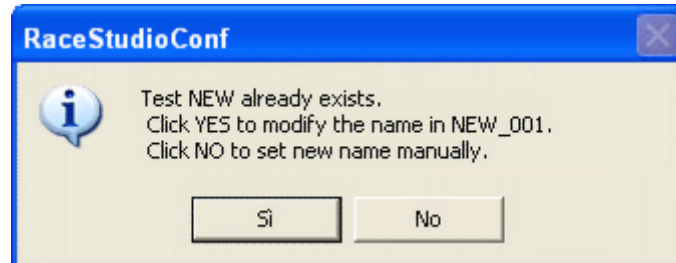 RaceStudioConf
Test NEW already exists.
Click YES to modify the name in NEW_001.
Click NO to set new name manually.
Sì
No